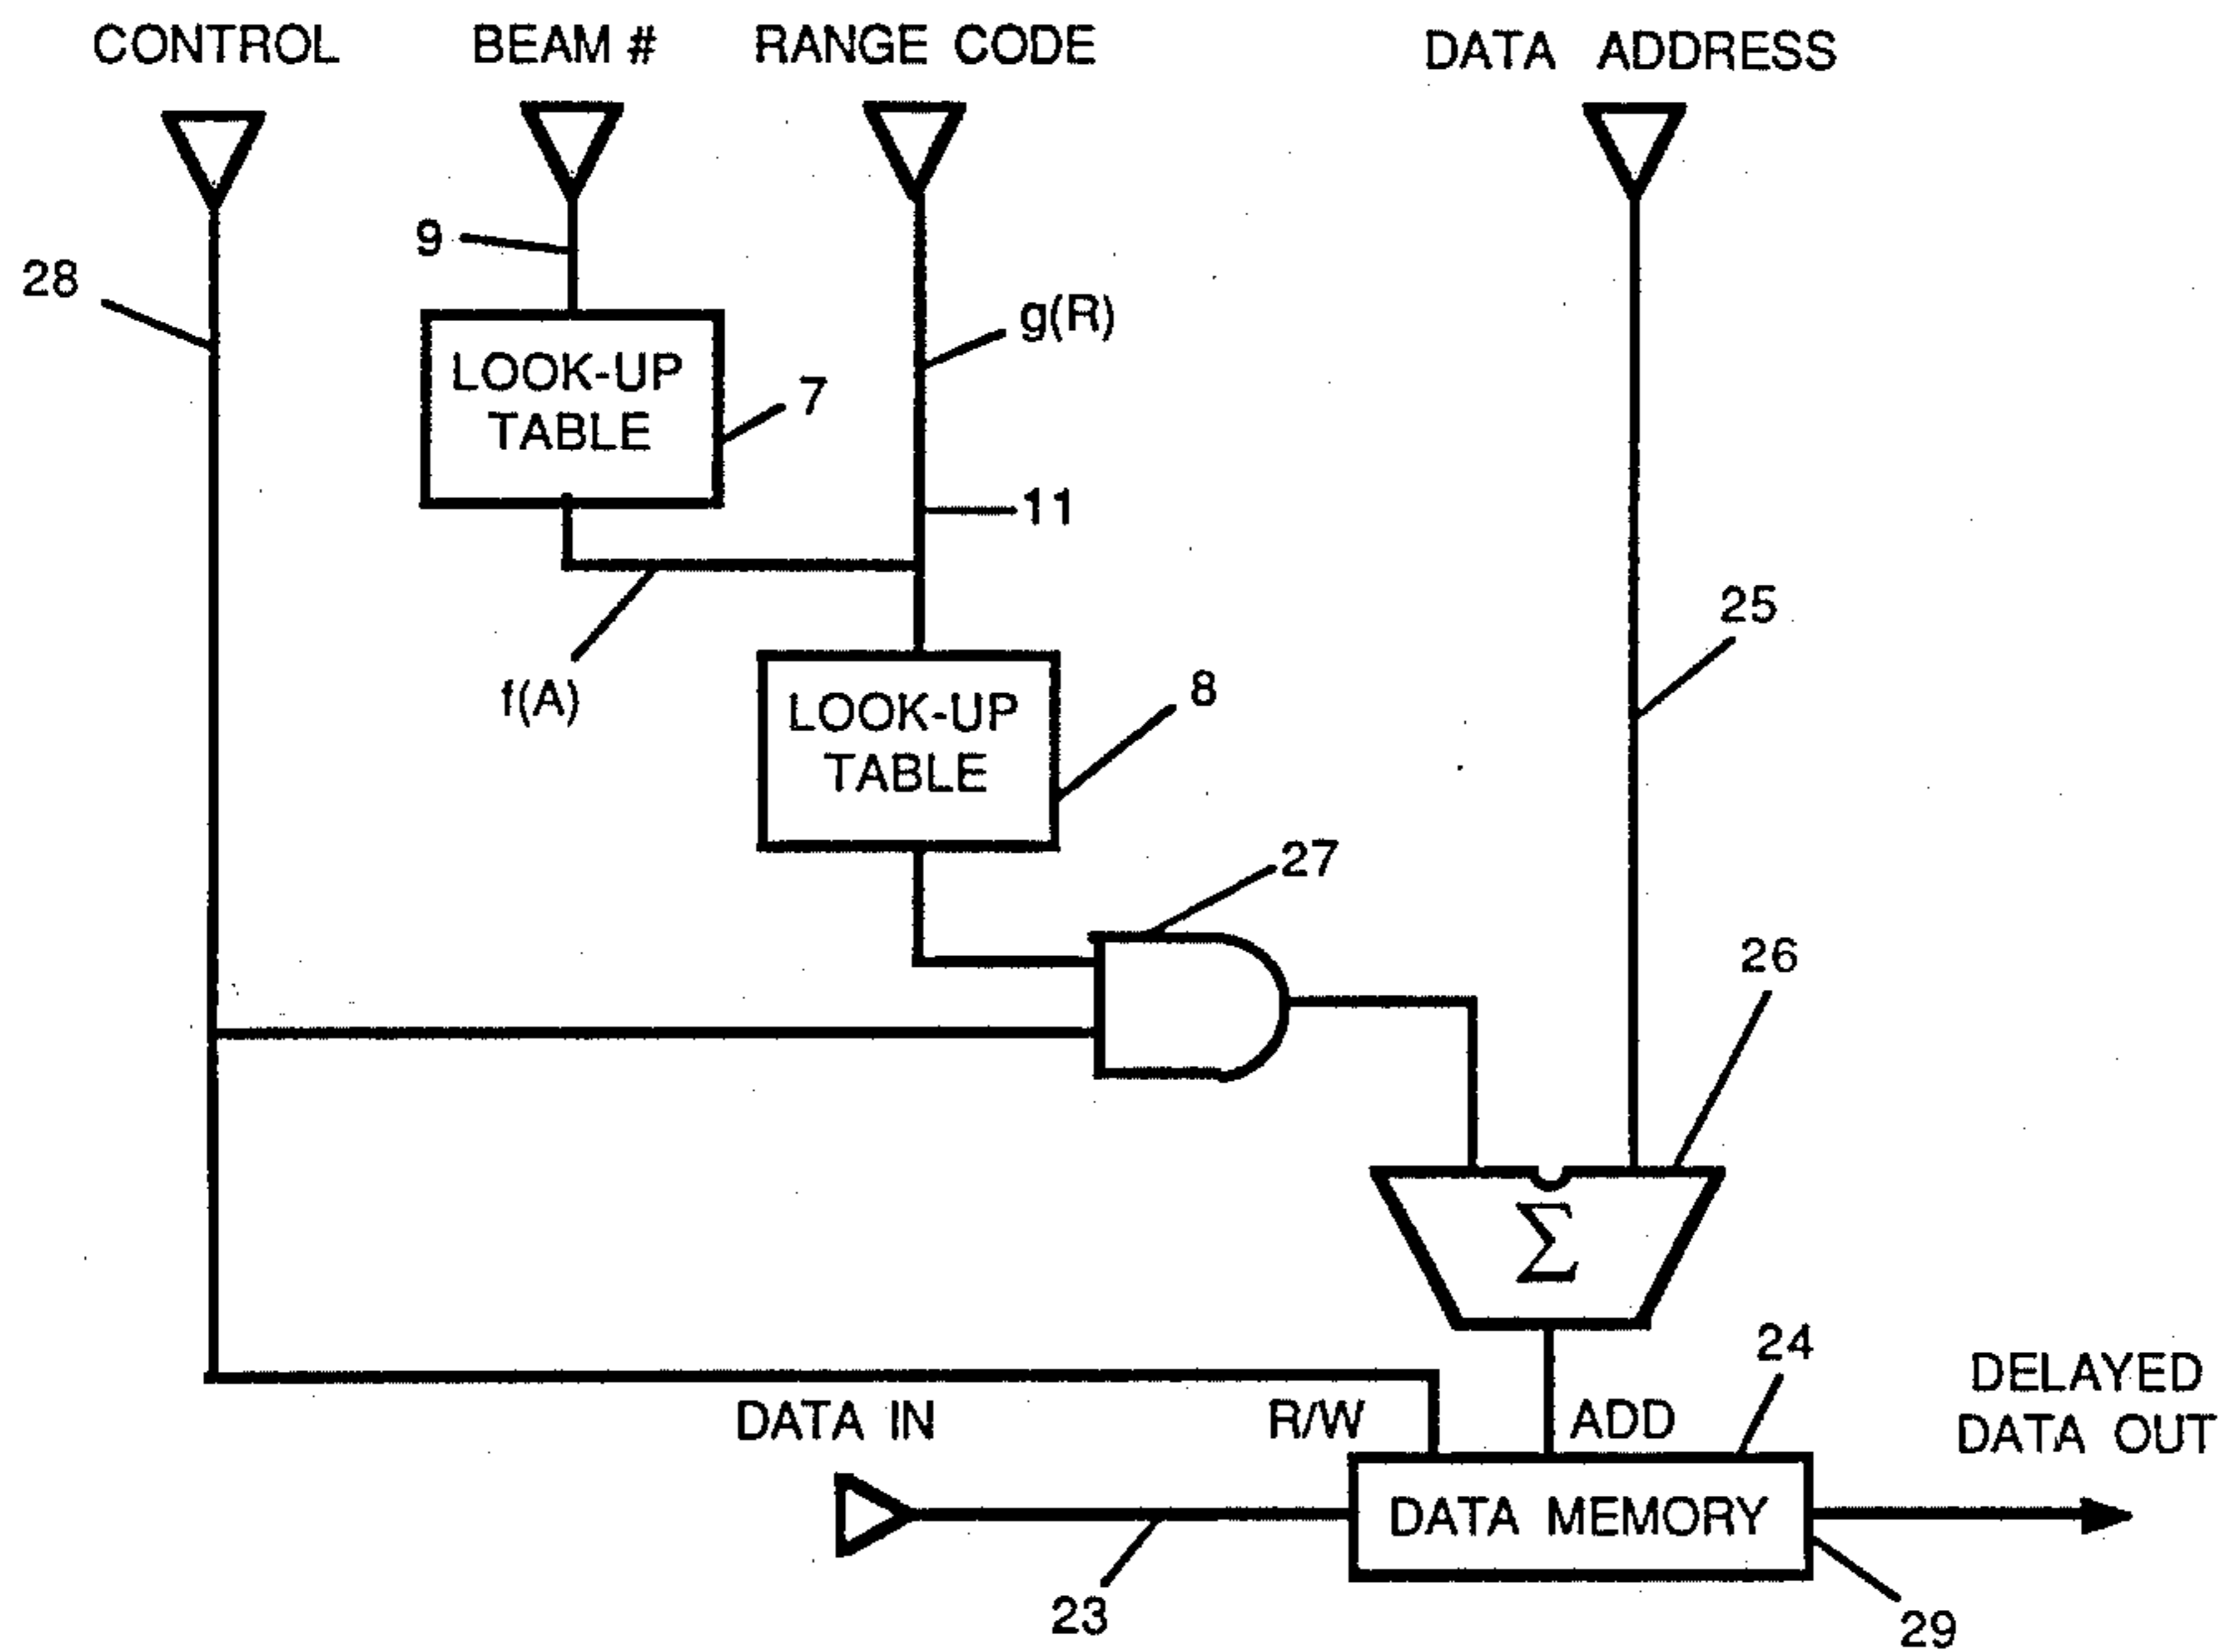 CONTROL
BEAM #
RANGE CODE
DATA ADDRESS
9
28
g(R)
LOOK-UP
TABLE
7
11
25
f(A)
LOOK-UP
TABLE
8
27
26
Σ
24
DELAYED
DATA OUT
DATA IN
R/W
ADD
DATA MEMORY
23
29